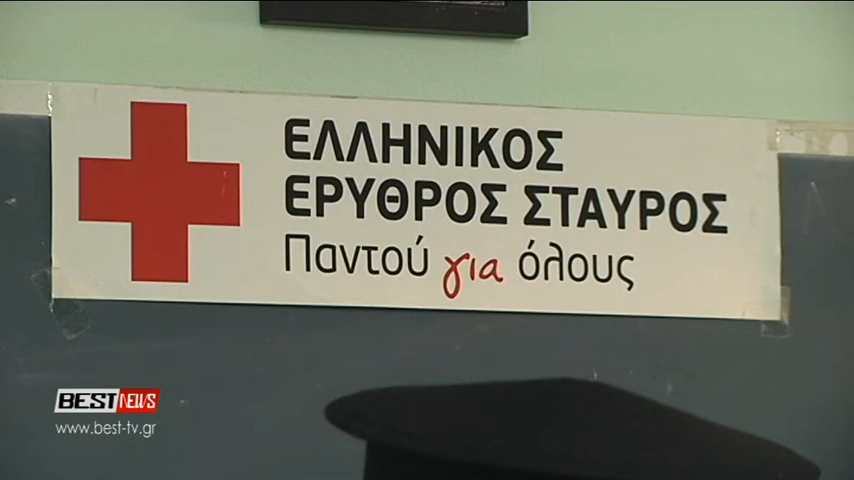 ΕΛΛΗΝΙΚΟΣ
ΕΡΥΘΡΟΣ ΣΤΑΥΡΟΣ
Παντού για όλους
BEST NEWS
www.best-tv.gr